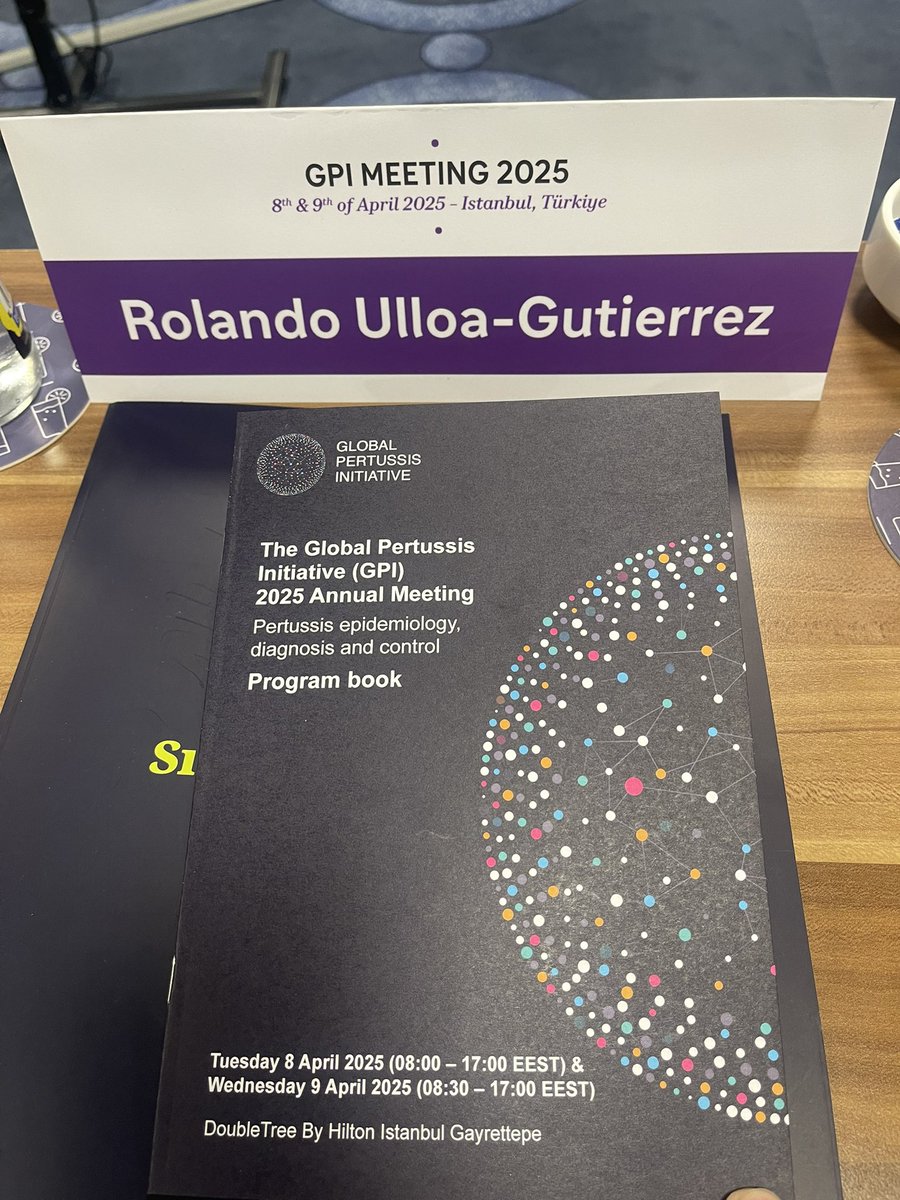 GPI MEETING 2025
8th & 9th of April 2025 - Istanbul, Türkiye
Rolando Ulloa-Gutierrez
GLOBAL
PERTUSSIS
INITIATIVE
The Global Pertussis
Initiative (GPI)
2025 Annual Meeting
Pertussis epidemiology,
diagnosis and control
Program book
Tuesday 8 April 2025 (08:00 – 17:00 EEST) &
Wednesday 9 April 2025 (08:30 – 17:00 EEST)
DoubleTree By Hilton Istanbul Gayrettepe